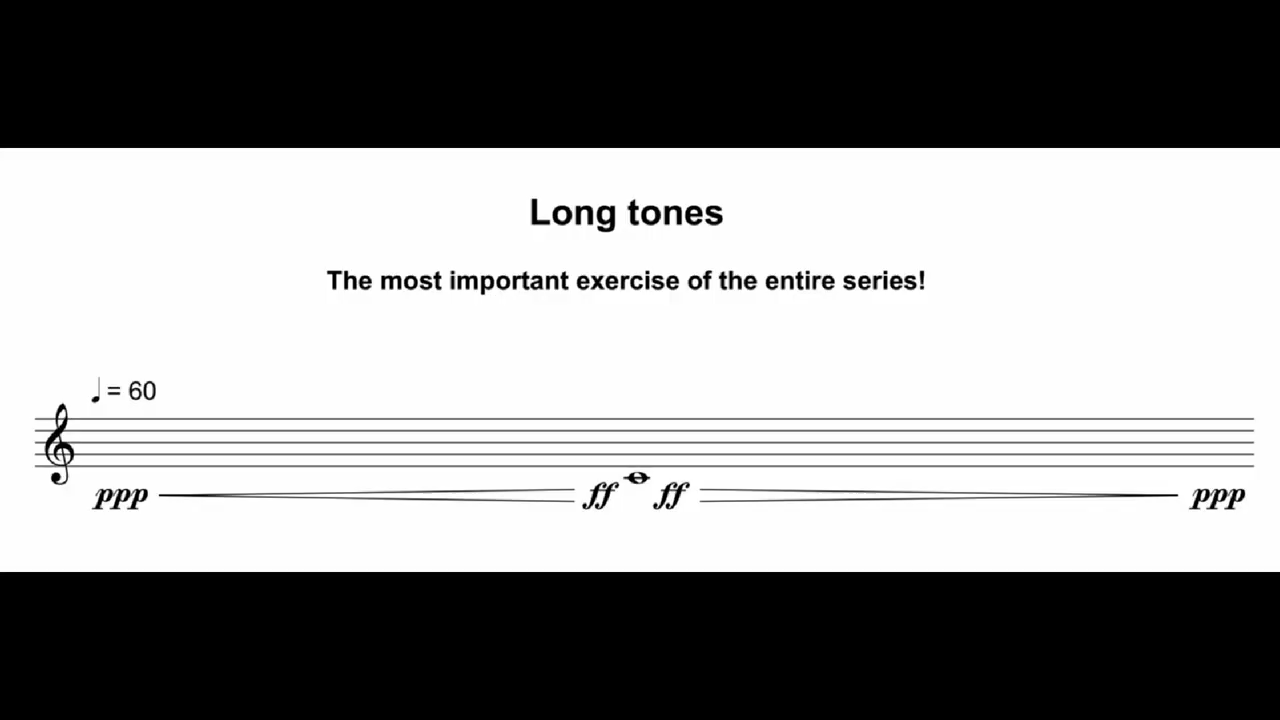 Long tones
The most important exercise of the entire series!
♩ = 60
ppp ff ff ppp